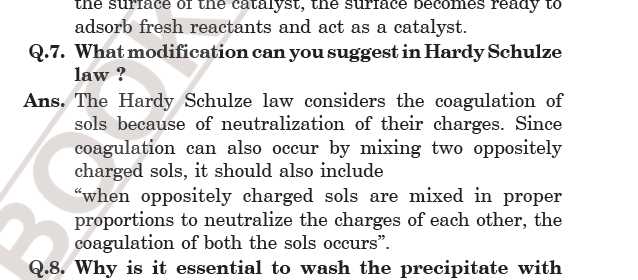 the surface of the catalyst, the surface becomes ready to
adsorb fresh reactants and act as a catalyst.
Q.7. What modification can you suggest in Hardy Schulze
law ?
Ans. The Hardy Schulze law considers the coagulation of
sols because of neutralization of their charges. Since
coagulation can also occur by mixing two oppositely
charged sols, it should also include
“when oppositely charged sols are mixed in proper
proportions to neutralize the charges of each other, the
coagulation of both the sols occurs”.
Q.8. Why is it essential to wash the precipitate with
BOOK